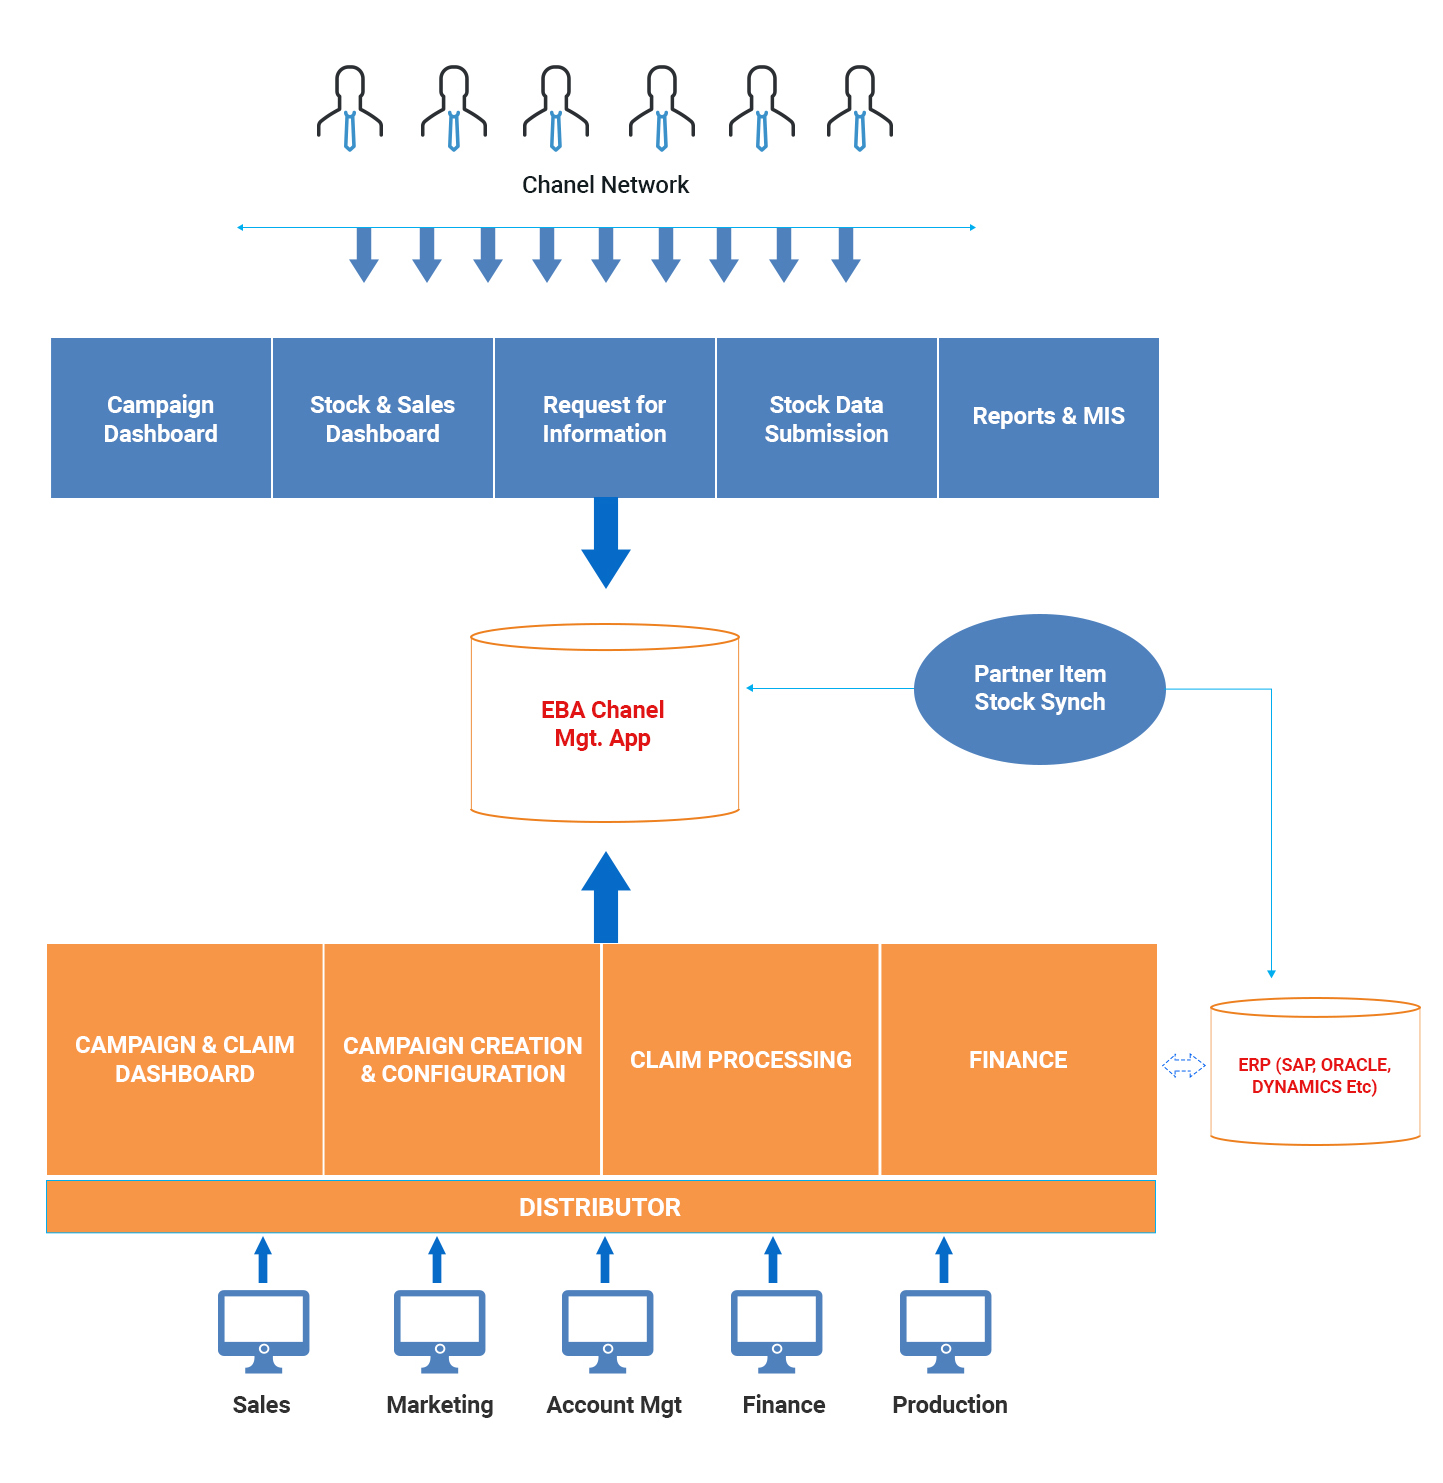 Chanel Network
Campaign
Dashboard
Stock & Sales
Dashboard
Request for
Information
Stock Data
Submission
Reports & MIS
EBA Chanel
Mgt. App
Partner Item
Stock Synch
CAMPAIGN & CLAIM
DASHBOARD
CAMPAIGN CREATION
& CONFIGURATION
CLAIM PROCESSING
FINANCE
ERP (SAP, ORACLE,
DYNAMICS Etc)
DISTRIBUTOR
Sales
Marketing
Account Mgt
Finance
Production